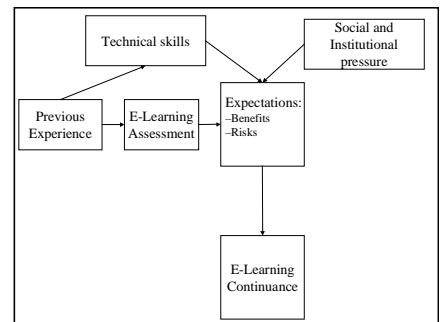 Technical skills
Social and
Institutional
pressure
Previous
Experience
E-Learning
Assessment
Expectations:
–Benefits
–Risks
E-Learning
Continuance